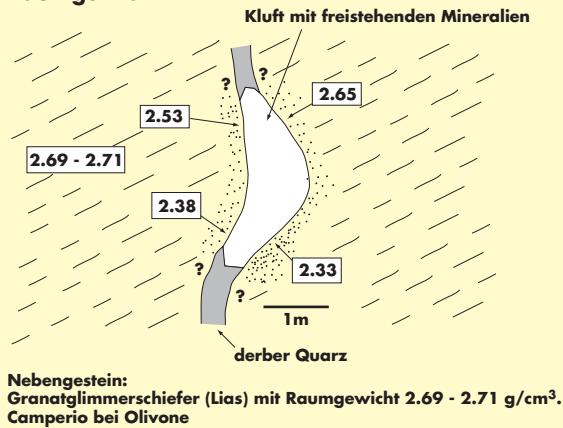 Kluft mit freistehenden Mineralien
?
?
2.65
2.53
2.69 - 2.71
2.38
?
2.33
?
1m
derber Quarz
Nebengestein:
Granatglimmerschiefer (Lias) mit Raumgewicht 2.69 - 2.71 g/cm³.
Camperio bei Olivone